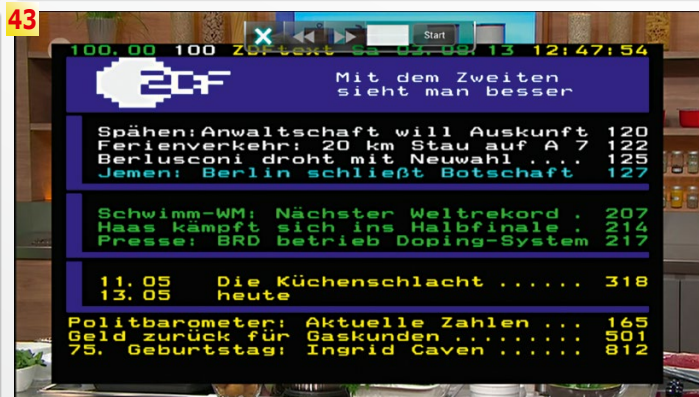 43
Start
100.00 100 ZDFtext Sa 03.08.13 12:47:54
ZDF
Mit dem Zweiten
sieht man besser
Spähen:Anwaltschaft will Auskunft 120
Ferienverkehr: 20 km Stau auf A 7 122
Berlusconi droht mit Neuwahl .... 125
Jemen: Berlin schließt Botschaft 127
Schwimm-WM: Nächster Weltrekord . 207
Haas kämpft sich ins Halbfinale . 214
Presse: BRD betrieb Doping-System 217
11.05 Die Küchenschlacht ...... 318
13.05 heute
Politbarometer: Aktuelle Zahlen ... 165
Geld zurück für Gaskunden ....... 501
75. Geburtstag: Ingrid Caven ...... 812